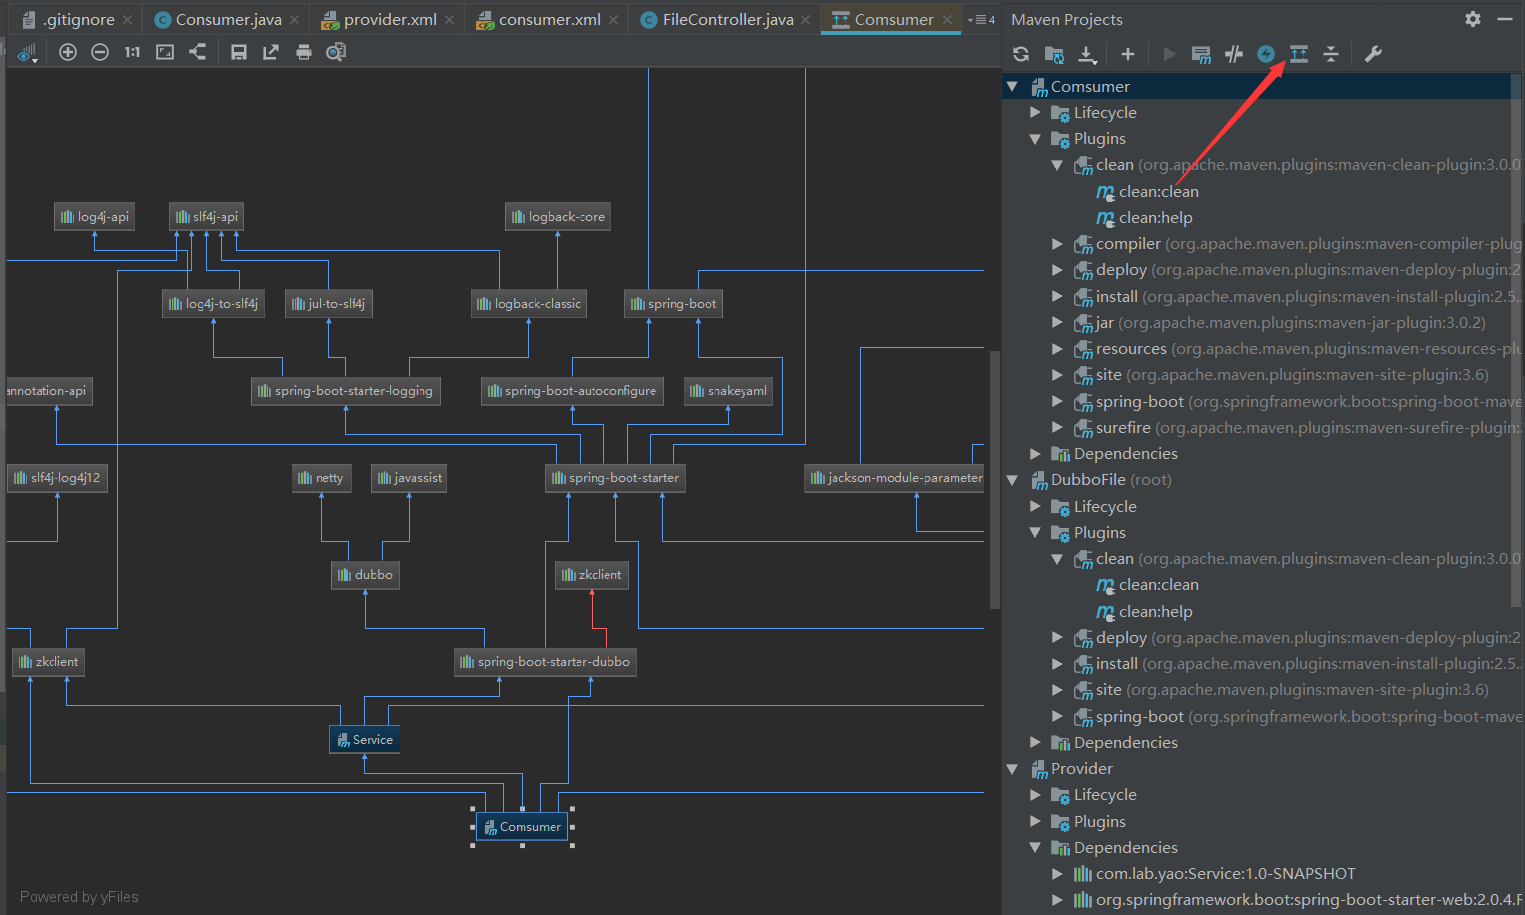 .gitignore
Consumer.java
provider.xml
consumer.xml
FileController.java
Comsumer
4
Maven Projects
1:1
log4j-api
slf4j-api
logback-core
log4j-to-slf4j
jul-to-slf4j
logback-classic
spring-boot
annotation-api
spring-boot-starter-logging
spring-boot-autoconfigure
snakeyaml
slf4j-log4j12
netty
javassist
spring-boot-starter
jackson-module-parameter
dubbo
zkclient
zkclient
spring-boot-starter-dubbo
Service
Comsumer
Powered by yFiles
Comsumer
Lifecycle
Plugins
clean (org.apache.maven.plugins:maven-clean-plugin:3.0.0
clean:clean
clean:help
compiler (org.apache.maven.plugins:maven-compiler-plug
deploy (org.apache.maven.plugins:maven-deploy-plugin:2
install (org.apache.maven.plugins:maven-install-plugin:2.5.
jar (org.apache.maven.plugins:maven-jar-plugin:3.0.2)
resources (org.apache.maven.plugins:maven-resources-plu
site (org.apache.maven.plugins:maven-site-plugin:3.6)
spring-boot (org.springframework.boot:spring-boot-mave
surefire (org.apache.maven.plugins:maven-surefire-plugin:
Dependencies
DubboFile (root)
Lifecycle
Plugins
clean (org.apache.maven.plugins:maven-clean-plugin:3.0.0
clean:clean
clean:help
deploy (org.apache.maven.plugins:maven-deploy-plugin:2
install (org.apache.maven.plugins:maven-install-plugin:2.5.
site (org.apache.maven.plugins:maven-site-plugin:3.6)
spring-boot (org.springframework.boot:spring-boot-mave
Dependencies
Provider
Lifecycle
Plugins
Dependencies
com.lab.yao:Service:1.0-SNAPSHOT
org.springframework.boot:spring-boot-starter-web:2.0.4.R